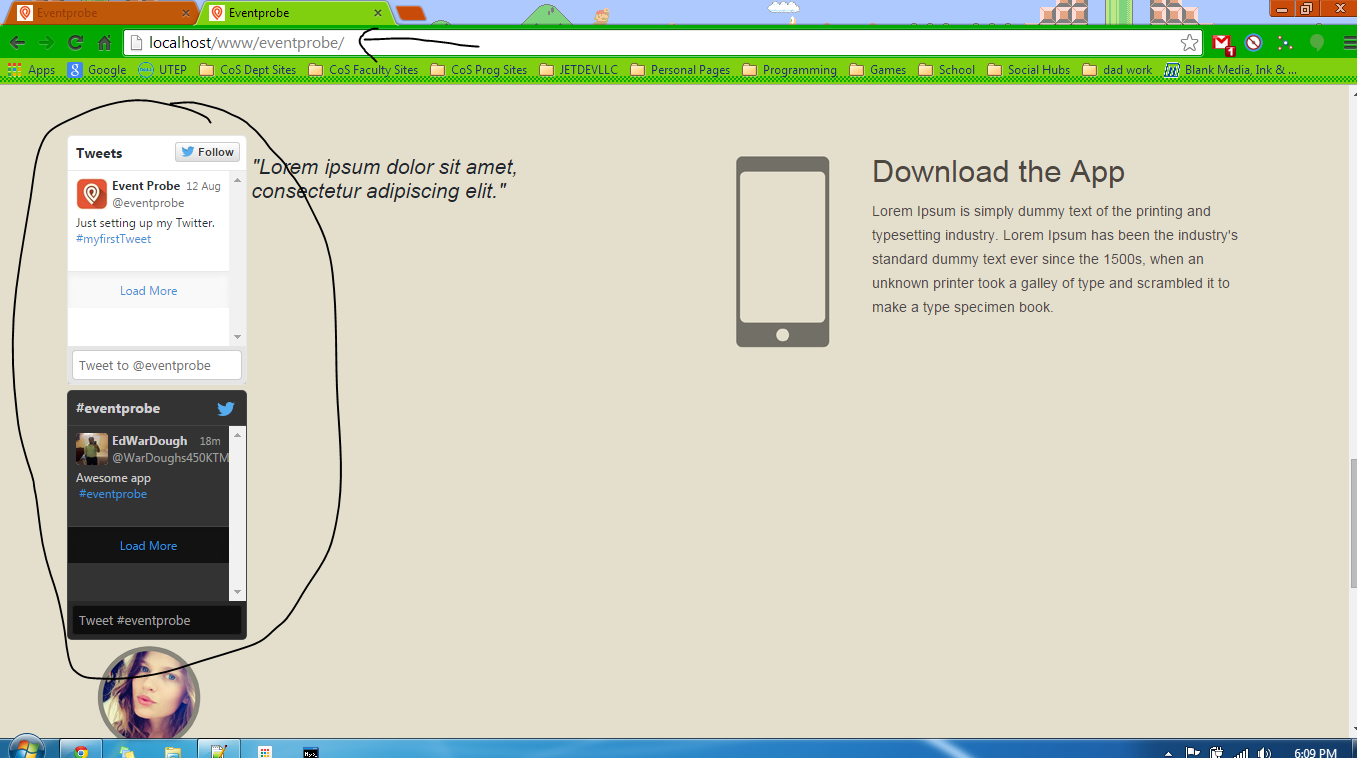 Eventprobe
Eventprobe
localhost/www/eventprobe/
1
Apps Google UTEP CoS Dept Sites CoS Faculty Sites CoS Prog Sites JETDEVLLC Personal Pages Programming Games School Social Hubs dad work Blank Media, Ink & ...
Tweets
Follow
Event Probe 12 Aug
@eventprobe
Just setting up my Twitter.
#myfirstTweet
Load More
Tweet to @eventprobe
#eventprobe
EdWarDough 18m
@WarDoughs450KTM
Awesome app
#eventprobe
Load More
Tweet #eventprobe
"Lorem ipsum dolor sit amet,
consectetur adipiscing elit."
Download the App
Lorem Ipsum is simply dummy text of the printing and
typesetting industry. Lorem Ipsum has been the industry's
standard dummy text ever since the 1500s, when an
unknown printer took a galley of type and scrambled it to
make a type specimen book.
6:09 PM